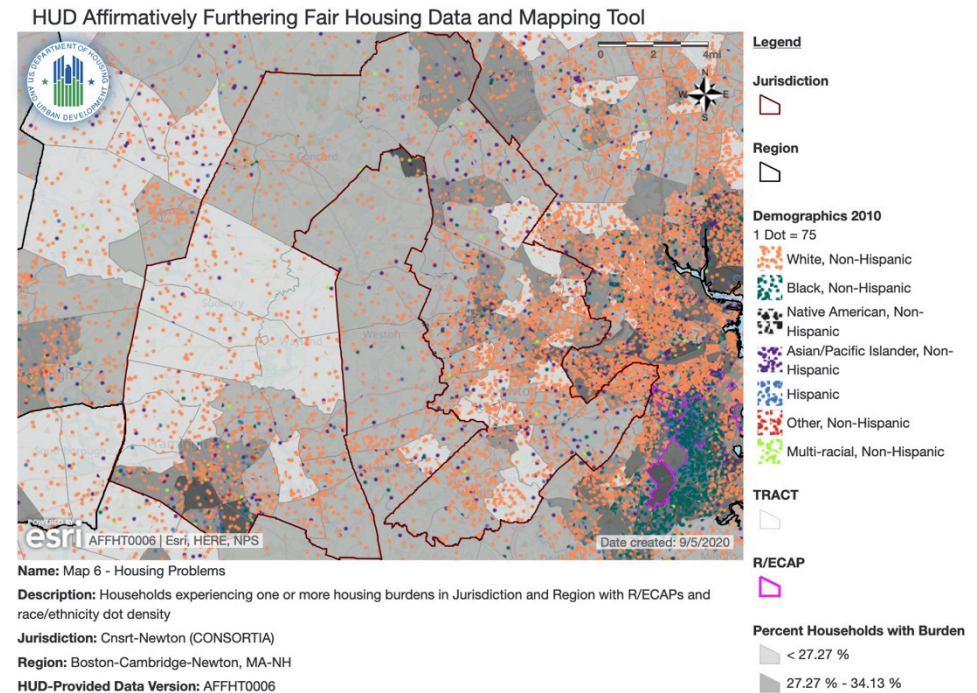 HUD Affirmatively Furthering Fair Housing Data and Mapping Tool
U.S. DEPARTMENT OF HOUSING
AND URBAN DEVELOPMENT
0 2 4mi
N
W E
S
Concord
Sudbury
Weston
POWERED BY
esri
AFFHT0006 | Esri, HERE, NPS
Date created: 9/5/2020
Name: Map 6 - Housing Problems
Description: Households experiencing one or more housing burdens in Jurisdiction and Region with R/ECAPs and
race/ethnicity dot density
Jurisdiction: Cnsrt-Newton (CONSORTIA)
Region: Boston-Cambridge-Newton, MA-NH
HUD-Provided Data Version: AFFHT0006
Legend
Jurisdiction
Region
Demographics 2010
1 Dot = 75
White, Non-Hispanic
Black, Non-Hispanic
Native American, Non-
Hispanic
Asian/Pacific Islander, Non-
Hispanic
Hispanic
Other, Non-Hispanic
Multi-racial, Non-Hispanic
TRACT
R/ECAP
Percent Households with Burden
< 27.27 %
27.27 % - 34.13 %